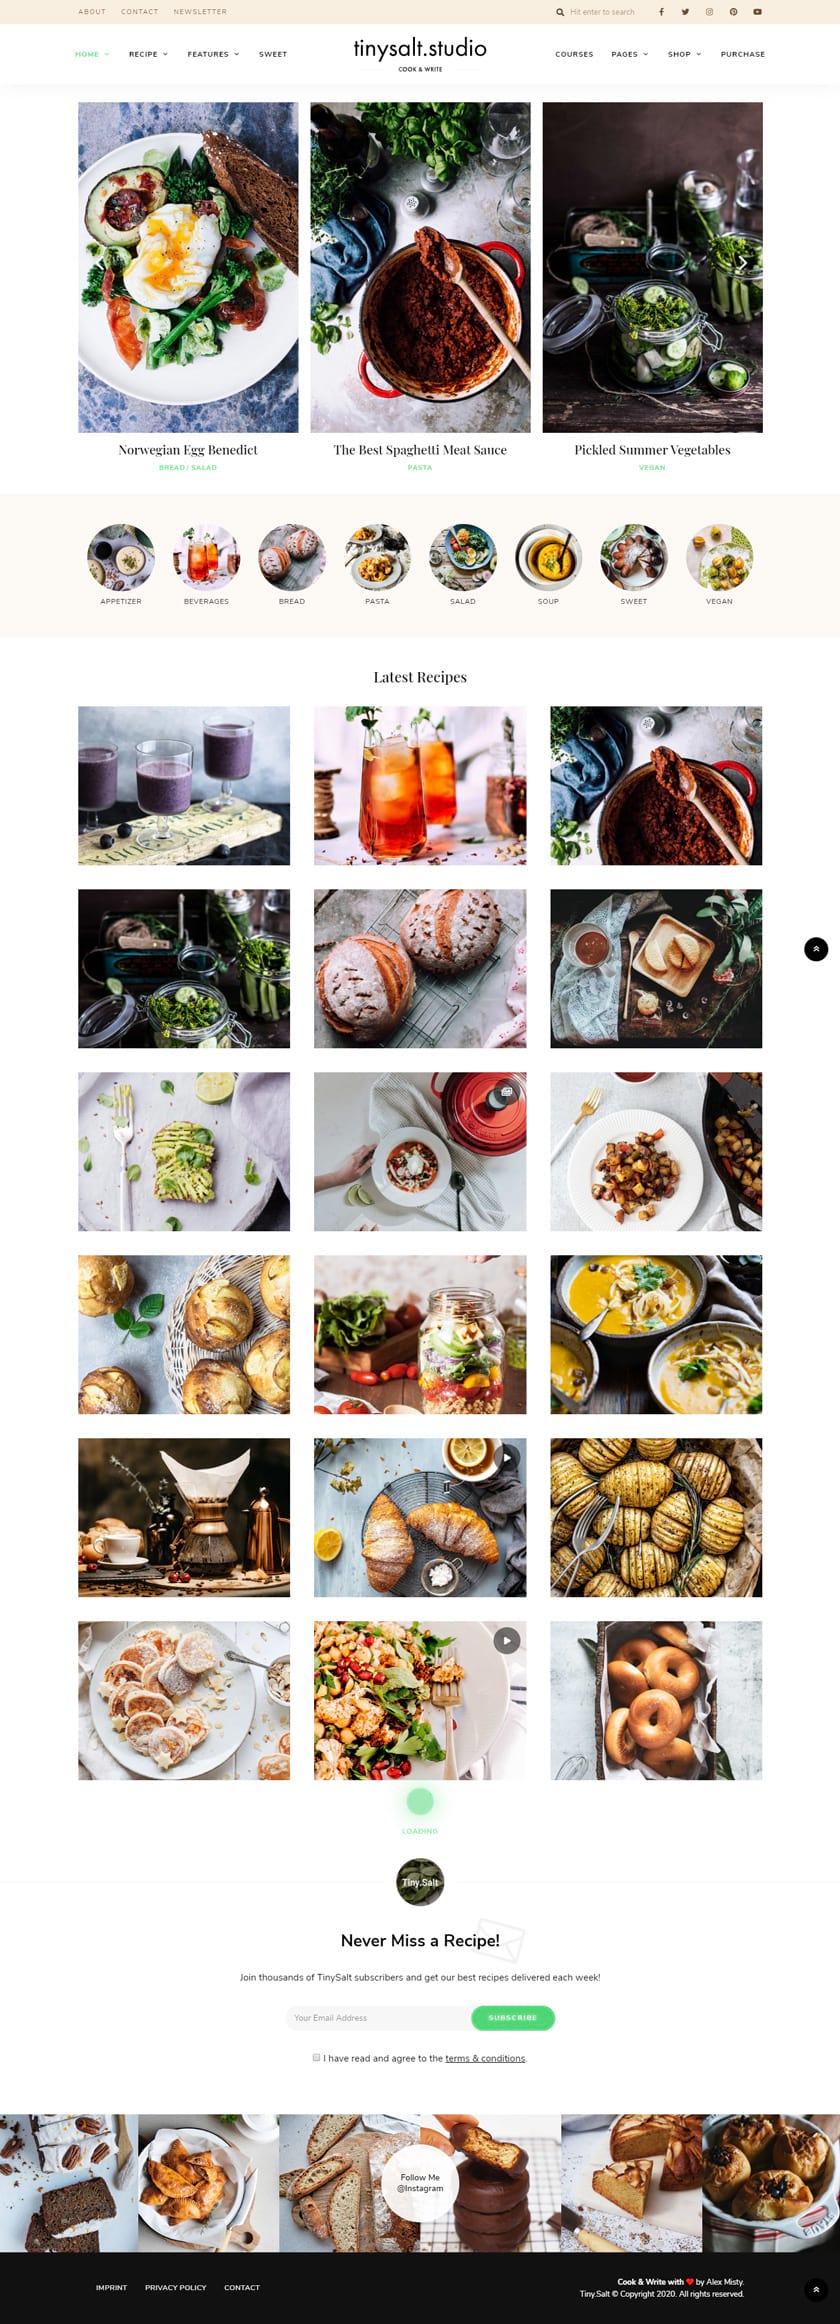 ABOUT CONTACT NEWSLETTER Hit enter to search
HOME RECIPE FEATURES SWEET
tinysalt.studio
COOK & WRITE
COURSES PAGES SHOP PURCHASE
Norwegian Egg Benedict
BREAD / SALAD
The Best Spaghetti Meat Sauce
PASTA
Pickled Summer Vegetables
VEGAN
APPETIZER BEVERAGES BREAD PASTA SALAD SOUP SWEET VEGAN
Latest Recipes
LOADING
Tiny.Salt
Never Miss a Recipe!
Join thousands of TinySalt subscribers and get our best recipes delivered each week!
Your Email Address SUBSCRIBE
I have read and agree to the terms & conditions.
Follow Me
@Instagram
IMPRINT PRIVACY POLICY CONTACT
Cook & Write with ❤ by Alex Misty.
Tiny.Salt © Copyright 2020. All rights reserved.